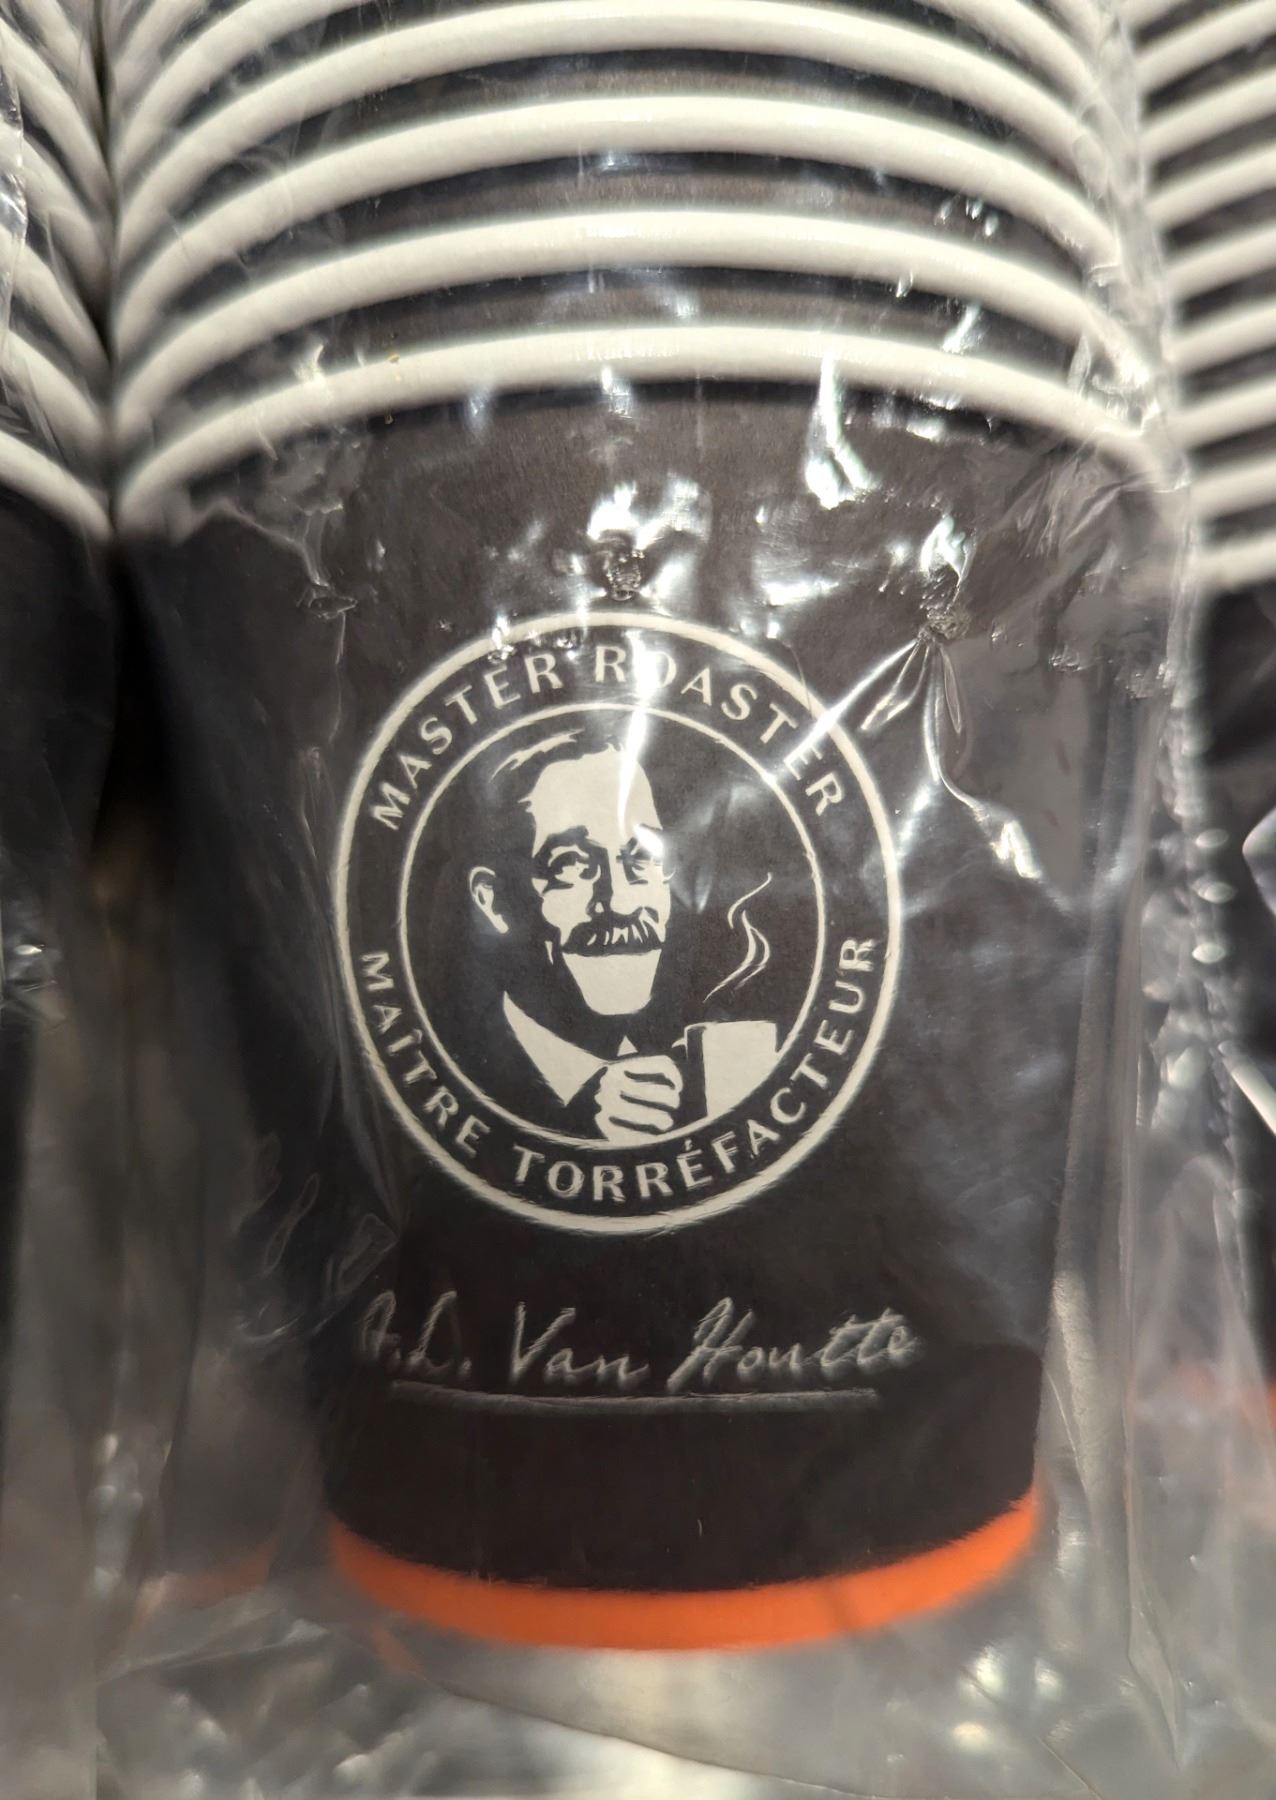 MASTER ROASTER
MAÎTRE TORRÉFACTEUR
A.L. Van Houtte